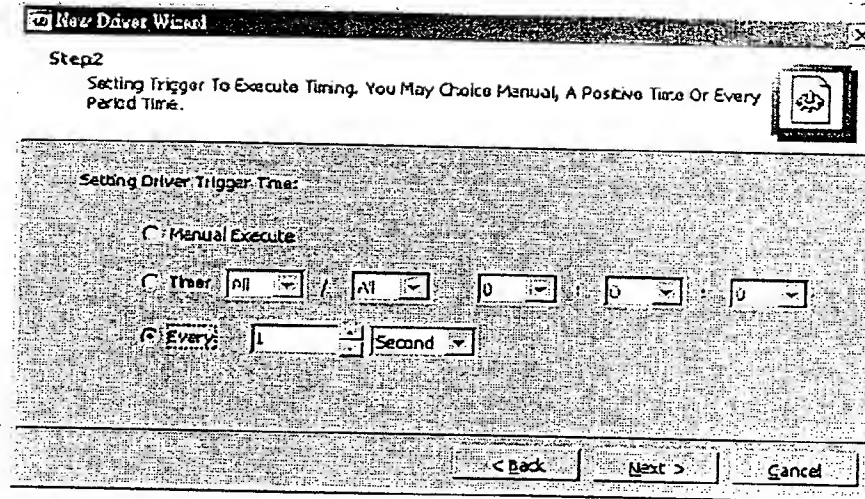 New Driver Wizard
Step2
Setting Trigger To Execute Timing. You May Choice Manual, A Positive Time Or Every
Period Time.
Setting Driver Trigger Time:
Manual Execute
Timer All / All 0 : 0 : 0
Every 1 Second
< Back Next > Cancel